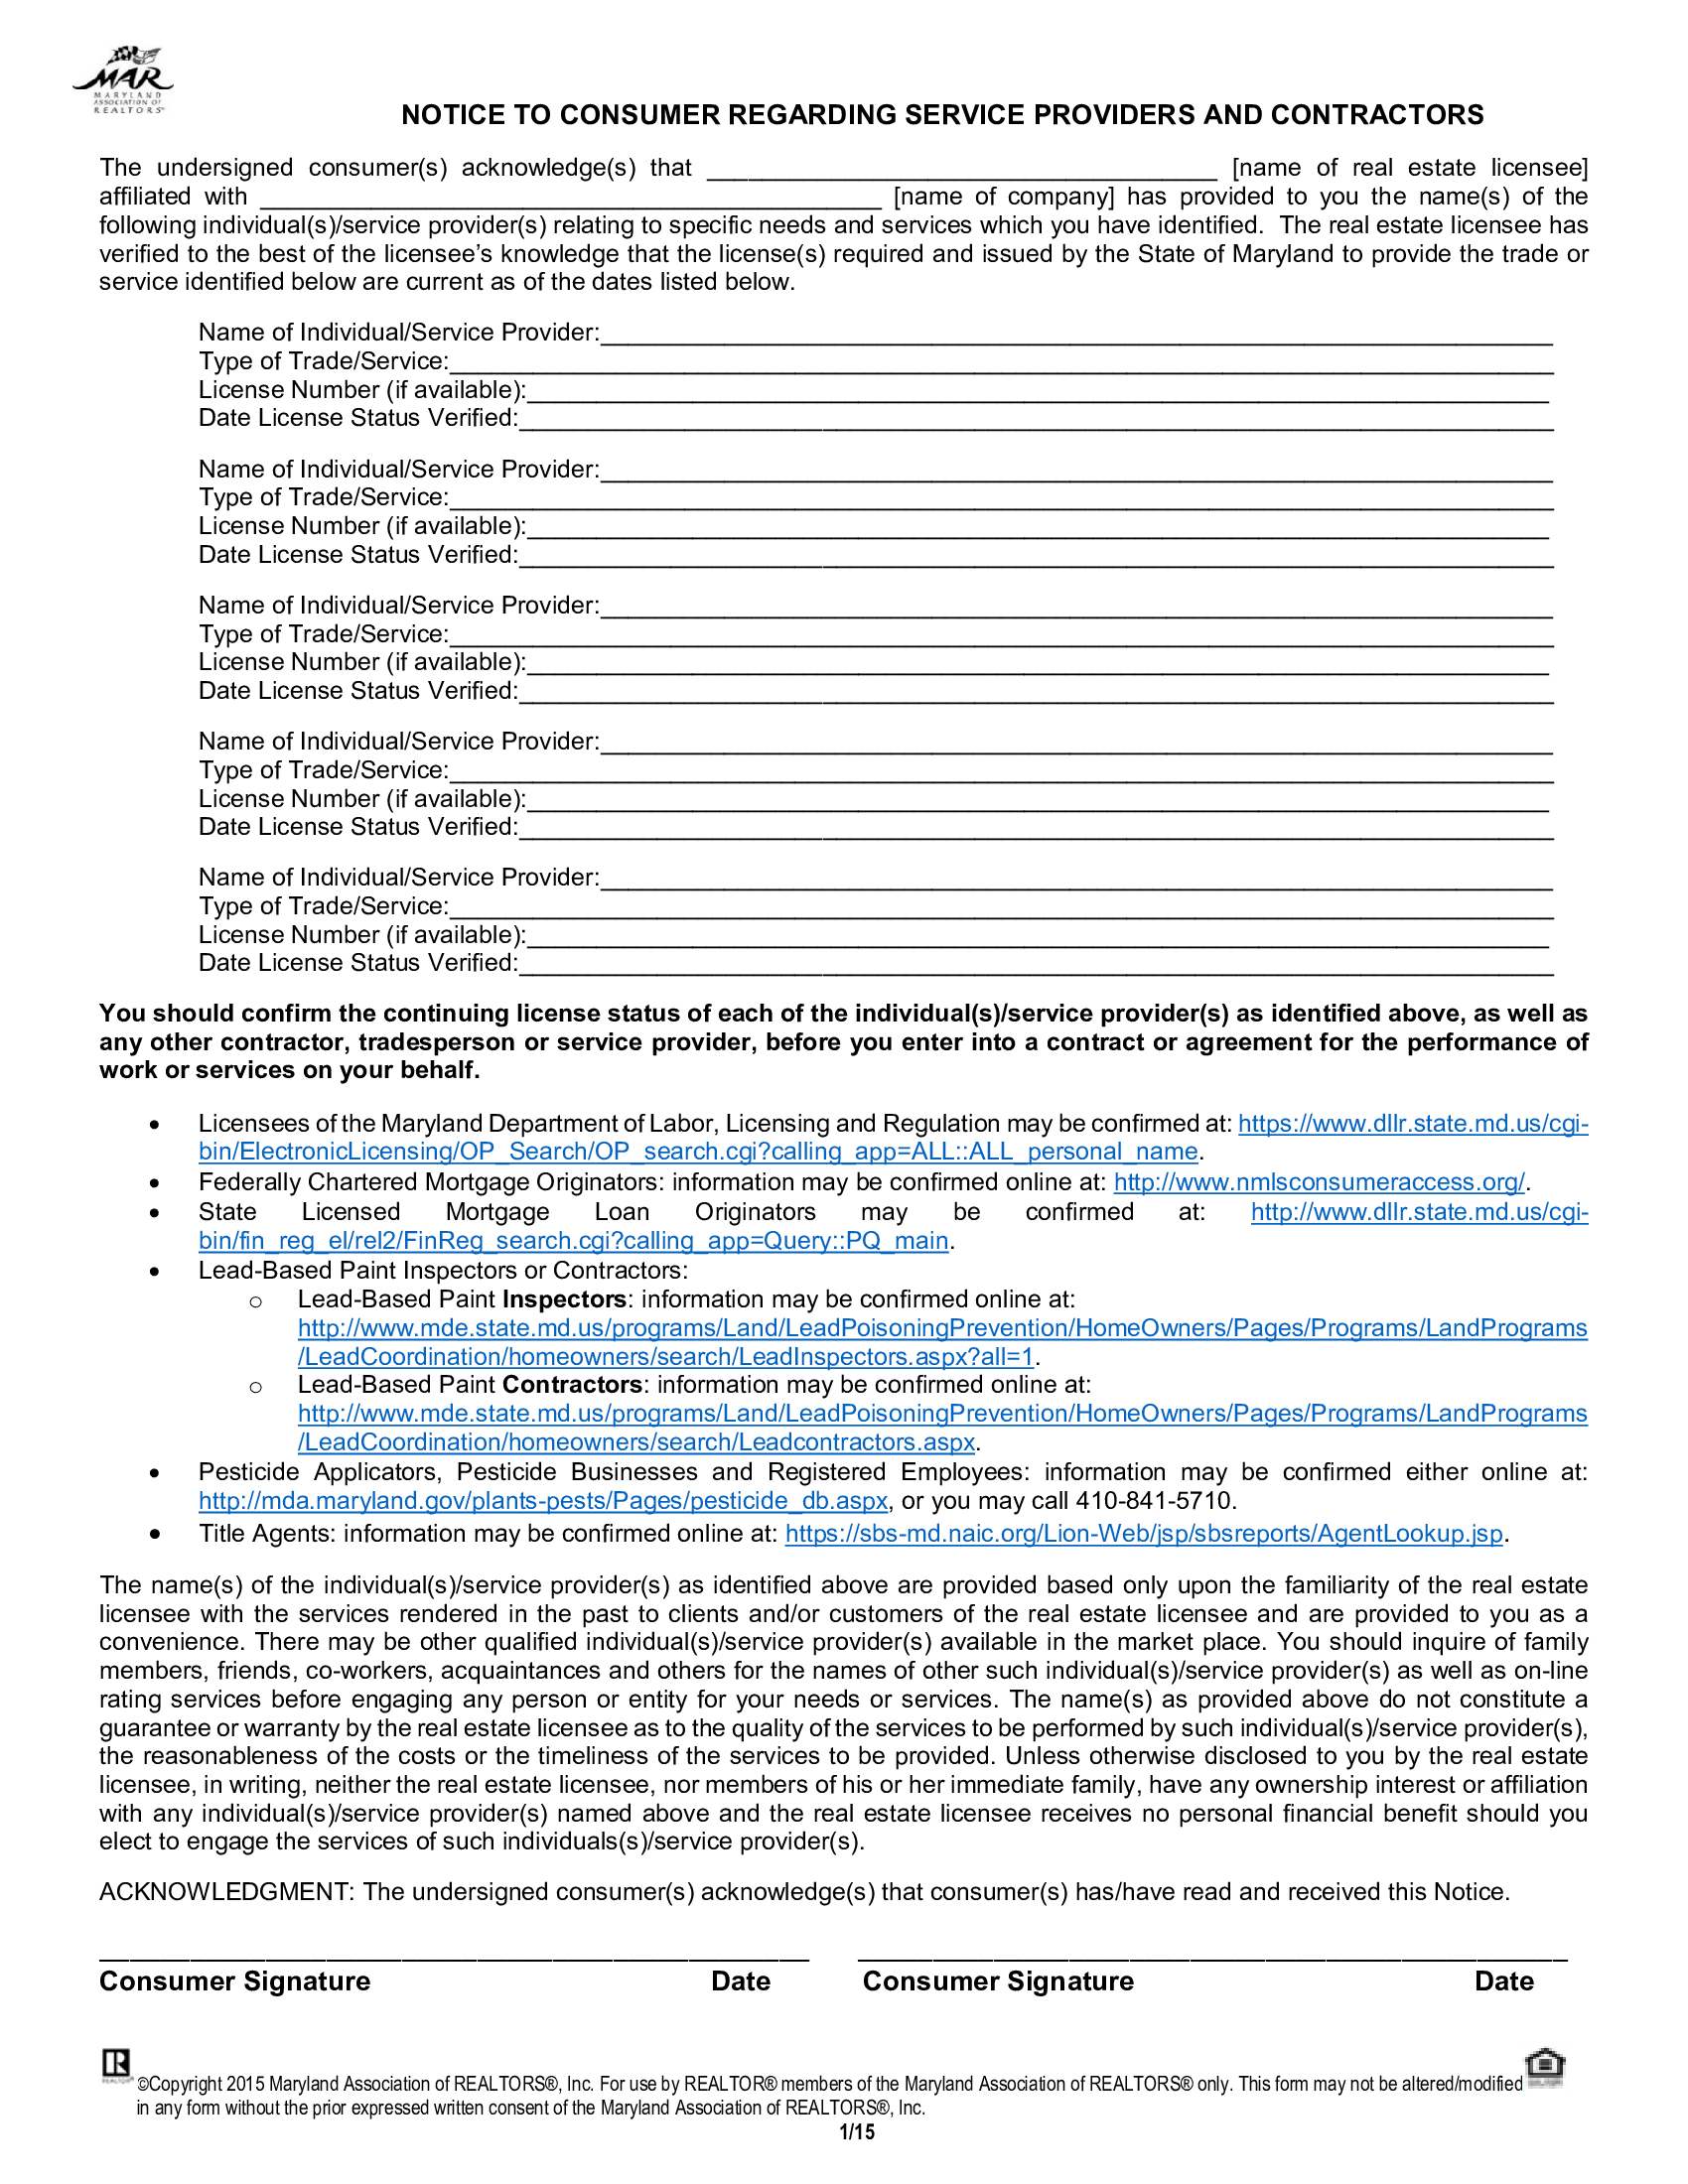 MAR
MARYLAND
ASSOCIATION OF
REALTORS®
NOTICE TO CONSUMER REGARDING SERVICE PROVIDERS AND CONTRACTORS
The undersigned consumer(s) acknowledge(s) that ______________________________________ [name of real estate licensee]
affiliated with ______________________________________________ [name of company] has provided to you the name(s) of the
following individual(s)/service provider(s) relating to specific needs and services which you have identified. The real estate licensee has
verified to the best of the licensee’s knowledge that the license(s) required and issued by the State of Maryland to provide the trade or
service identified below are current as of the dates listed below.
Name of Individual/Service Provider:______________________________________________________________________
Type of Trade/Service:_________________________________________________________________________________
License Number (if available):___________________________________________________________________________
Date License Status Verified:____________________________________________________________________________
Name of Individual/Service Provider:______________________________________________________________________
Type of Trade/Service:_________________________________________________________________________________
License Number (if available):___________________________________________________________________________
Date License Status Verified:____________________________________________________________________________
Name of Individual/Service Provider:______________________________________________________________________
Type of Trade/Service:_________________________________________________________________________________
License Number (if available):___________________________________________________________________________
Date License Status Verified:____________________________________________________________________________
Name of Individual/Service Provider:______________________________________________________________________
Type of Trade/Service:_________________________________________________________________________________
License Number (if available):___________________________________________________________________________
Date License Status Verified:____________________________________________________________________________
Name of Individual/Service Provider:______________________________________________________________________
Type of Trade/Service:_________________________________________________________________________________
License Number (if available):___________________________________________________________________________
Date License Status Verified:____________________________________________________________________________
You should confirm the continuing license status of each of the individual(s)/service provider(s) as identified above, as well as
any other contractor, tradesperson or service provider, before you enter into a contract or agreement for the performance of
work or services on your behalf.
• Licensees of the Maryland Department of Labor, Licensing and Regulation may be confirmed at: https://www.dllr.state.md.us/cgi-
bin/ElectronicLicensing/OP_Search/OP_search.cgi?calling_app=ALL::ALL_personal_name.
• Federally Chartered Mortgage Originators: information may be confirmed online at: http://www.nmlsconsumeraccess.org/.
• State Licensed Mortgage Loan Originators may be confirmed at: http://www.dllr.state.md.us/cgi-
bin/fin_reg_el/rel2/FinReg_search.cgi?calling_app=Query::PQ_main.
• Lead-Based Paint Inspectors or Contractors:
o Lead-Based Paint Inspectors: information may be confirmed online at:
http://www.mde.state.md.us/programs/Land/LeadPoisoningPrevention/HomeOwners/Pages/Programs/LandPrograms
/LeadCoordination/homeowners/search/LeadInspectors.aspx?all=1.
o Lead-Based Paint Contractors: information may be confirmed online at:
http://www.mde.state.md.us/programs/Land/LeadPoisoningPrevention/HomeOwners/Pages/Programs/LandPrograms
/LeadCoordination/homeowners/search/Leadcontractors.aspx.
• Pesticide Applicators, Pesticide Businesses and Registered Employees: information may be confirmed either online at:
http://mda.maryland.gov/plants-pests/Pages/pesticide_db.aspx, or you may call 410-841-5710.
• Title Agents: information may be confirmed online at: https://sbs-md.naic.org/Lion-Web/jsp/sbsreports/AgentLookup.jsp.
The name(s) of the individual(s)/service provider(s) as identified above are provided based only upon the familiarity of the real estate
licensee with the services rendered in the past to clients and/or customers of the real estate licensee and are provided to you as a
convenience. There may be other qualified individual(s)/service provider(s) available in the market place. You should inquire of family
members, friends, co-workers, acquaintances and others for the names of other such individual(s)/service provider(s) as well as on-line
rating services before engaging any person or entity for your needs or services. The name(s) as provided above do not constitute a
guarantee or warranty by the real estate licensee as to the quality of the services to be performed by such individual(s)/service provider(s),
the reasonableness of the costs or the timeliness of the services to be provided. Unless otherwise disclosed to you by the real estate
licensee, in writing, neither the real estate licensee, nor members of his or her immediate family, have any ownership interest or affiliation
with any individual(s)/service provider(s) named above and the real estate licensee receives no personal financial benefit should you
elect to engage the services of such individuals(s)/service provider(s).
ACKNOWLEDGMENT: The undersigned consumer(s) acknowledge(s) that consumer(s) has/have read and received this Notice.
_______________________________________________ _______________________________________________
Consumer Signature Date Consumer Signature Date
R
REALTOR®
©Copyright 2015 Maryland Association of REALTORS®, Inc. For use by REALTOR® members of the Maryland Association of REALTORS® only. This form may not be altered/modified
in any form without the prior expressed written consent of the Maryland Association of REALTORS®, Inc.
1/15